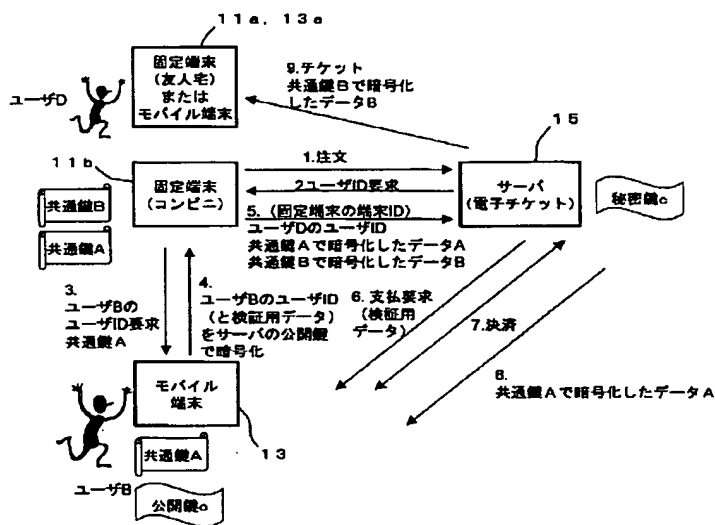 11a, 13a
固定端末
(友人宅)
または
モバイル端末
ユーザD
9.チケット
共通鍵Bで暗号化
したデータB
15
11b
固定端末
(コンビニ)
共通鍵B
共通鍵A
1.注文
2.ユーザID要求
5. (固定端末の端末ID)
ユーザDのユーザID
共通鍵Aで暗号化したデータA
共通鍵Bで暗号化したデータB
サーバ
(電子チケット)
秘密鍵c
3.
ユーザBの
ユーザID要求
共通鍵A
4.
ユーザBのユーザID
(と検証用データ)
をサーバの公開鍵
で暗号化
6. 支払要求
(検証用
データ)
7.決済
8.
共通鍵Aで暗号化したデータA
モバイル
端末
13
共通鍵A
ユーザB
公開鍵c